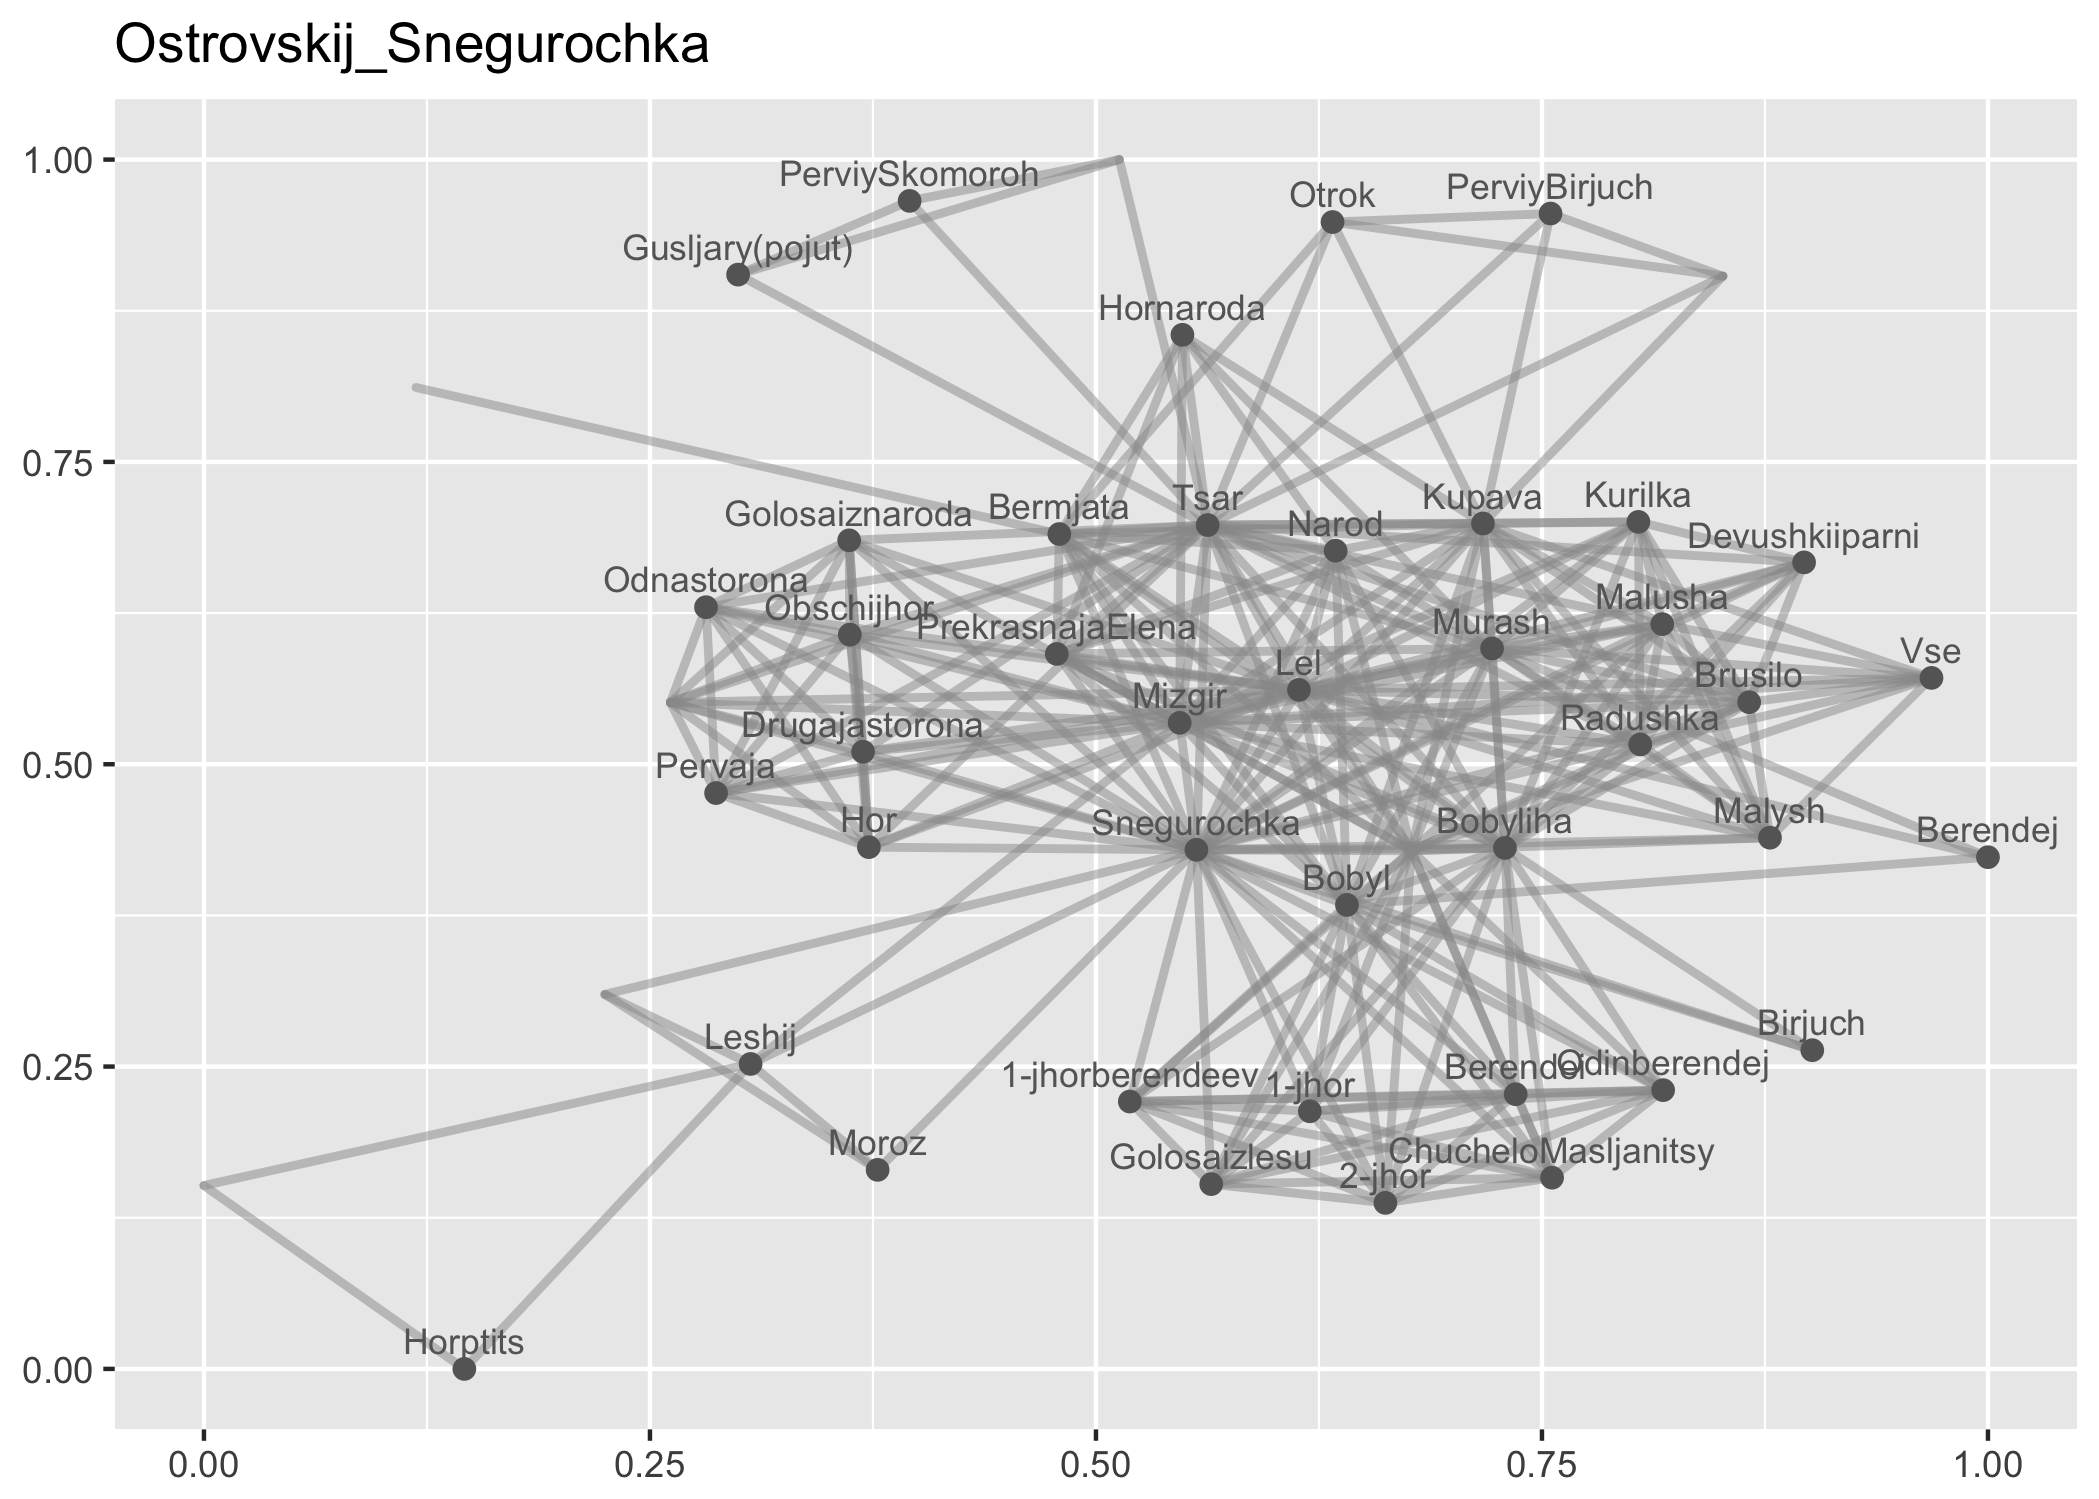 Ostrovskij_Snegurochka
1.00
PerviySkomoroh
Otrok
PerviyBirjuch
Gusljary(pojut)
Hornaroda
0.75
Golosaiznaroda
Bermjata
Tsar
Narod
Kupava
Kurilka
Devushkiiparni
Odnastorona
Obschijhor
PrekrasnajaElena
Murash
Malusha
Lel
Vse
Mizgir
Brusilo
Drugajastorona
Radushka
0.50
Pervaja
Hor
Snegurochka
Bobyliha
Malysh
Berendej
Bobyl
0.25
Leshij
Birjuch
1-jhorberendeev
1-jhor
Berendei
Odinberendej
Moroz
Golosaizlesu
2-jhor
ChucheloMasljanitsy
Horptits
0.00
0.00 0.25 0.50 0.75 1.00